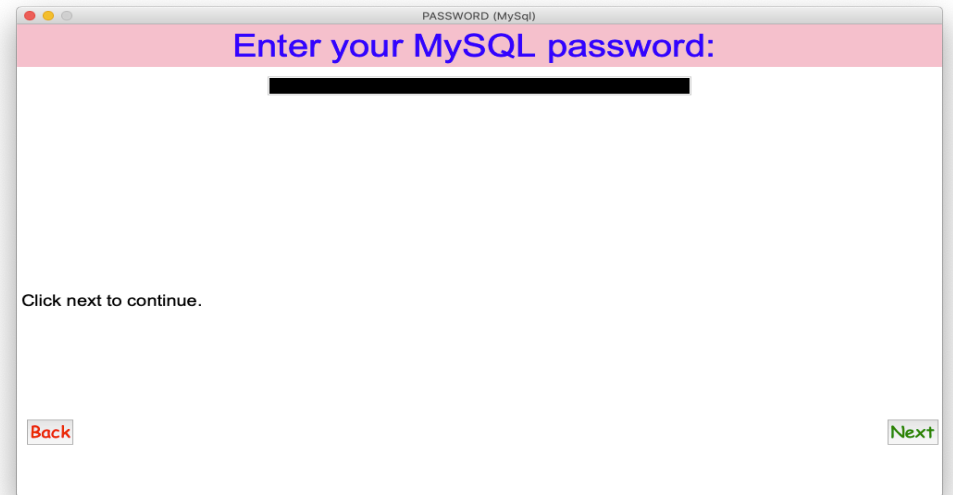 PASSWORD (MySql)
Enter your MySQL password:
Click next to continue.
Back
Next